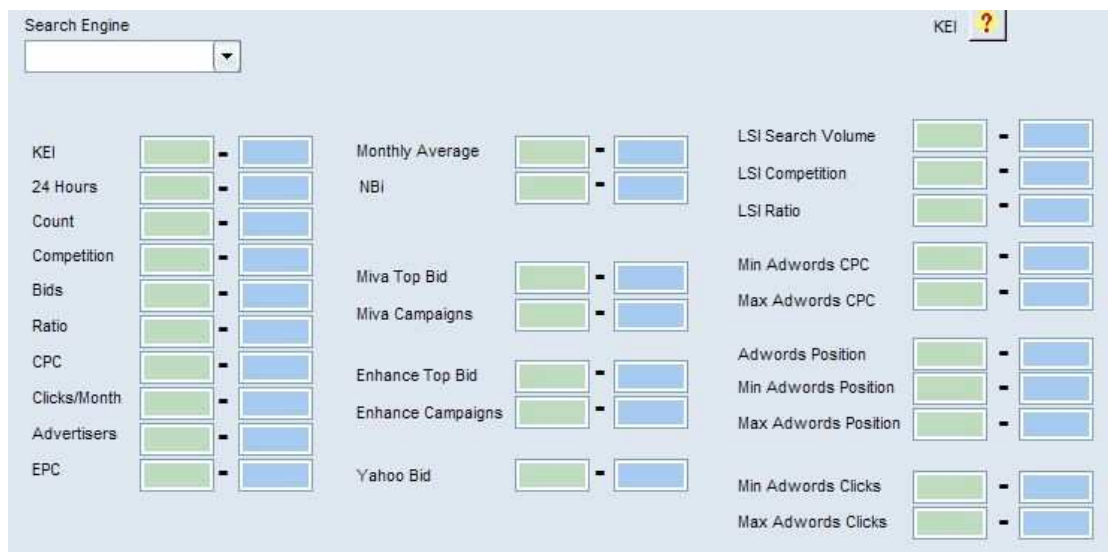 Search Engine
KEI ?
KEI -
24 Hours -
Count -
Competition -
Bids -
Ratio -
CPC -
Clicks/Month -
Advertisers -
EPC -
Monthly Average -
NBi -
Miva Top Bid -
Miva Campaigns -
Enhance Top Bid -
Enhance Campaigns -
Yahoo Bid -
LSI Search Volume -
LSI Competition -
LSI Ratio -
Min Adwords CPC -
Max Adwords CPC -
Adwords Position -
Min Adwords Position -
Max Adwords Position -
Min Adwords Clicks -
Max Adwords Clicks -